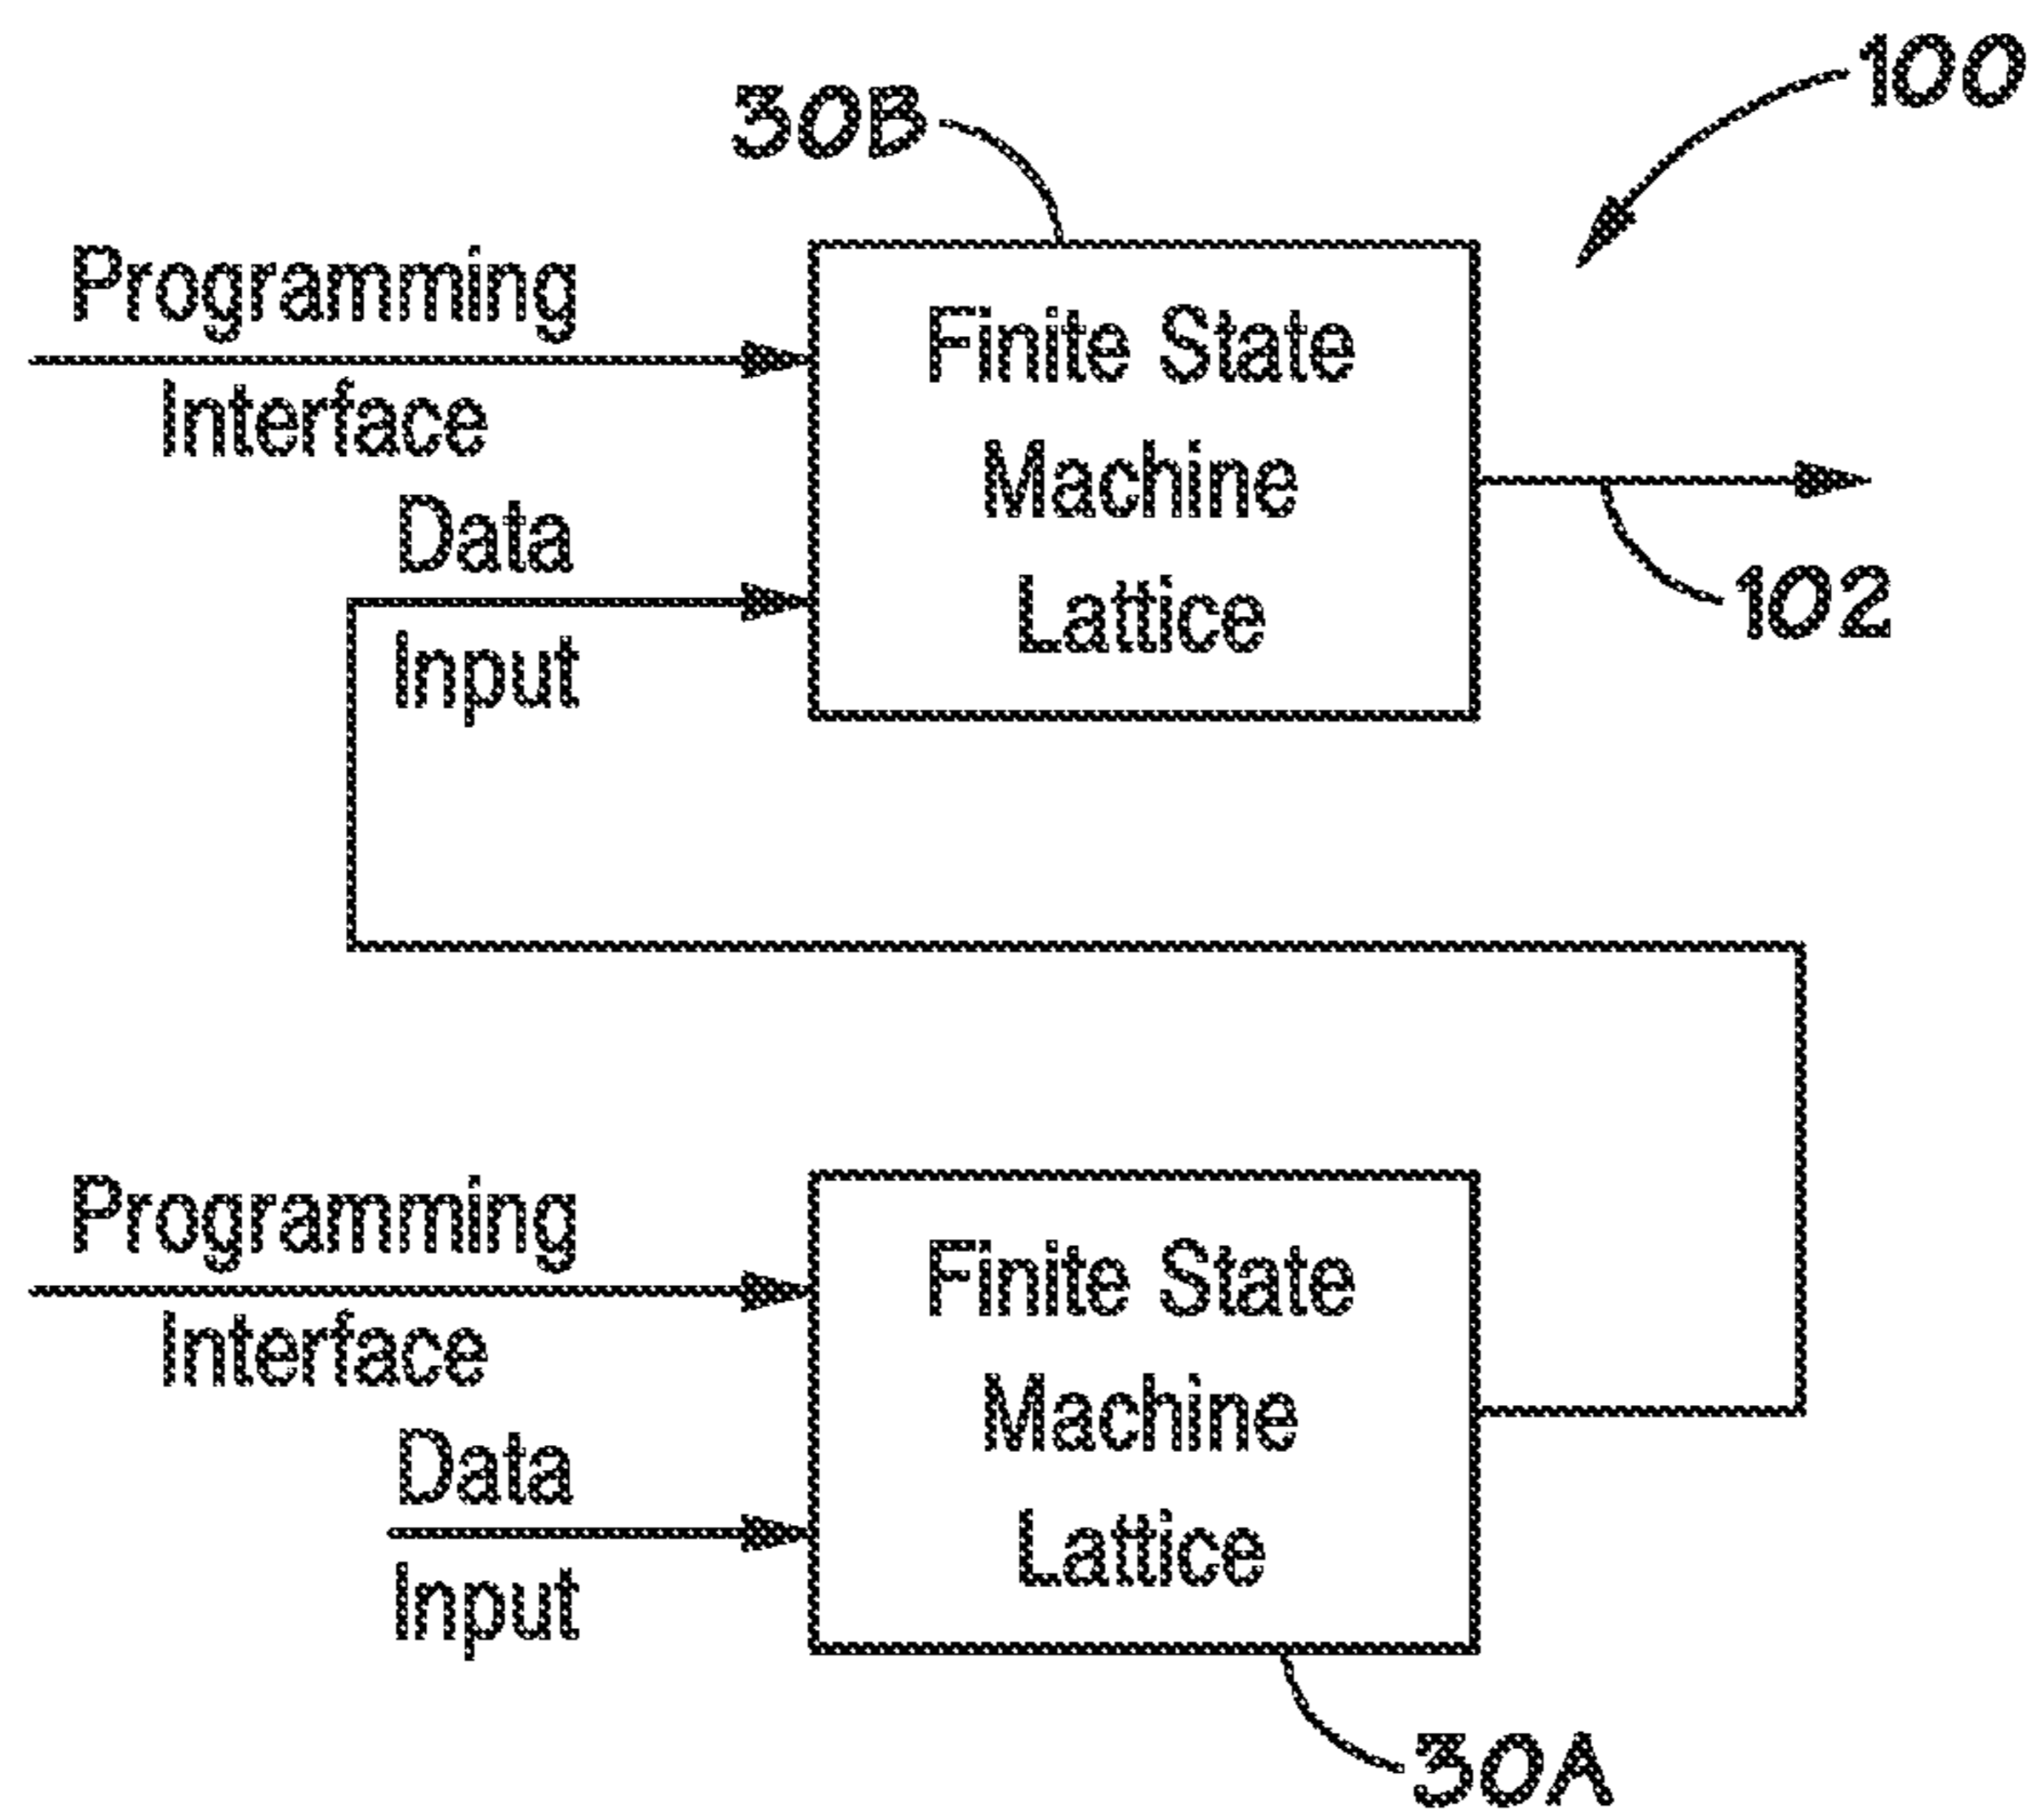 100
30B
Programming
Interface
Data
Input
Finite State
Machine
Lattice
102
Programming
Interface
Data
Input
Finite State
Machine
Lattice
30A